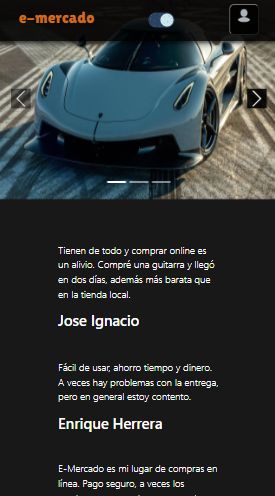 e-mercado
Tienen de todo y comprar online es
un alivio. Compré una guitarra y llegó
en dos días, además más barata que
en la tienda local.
Jose Ignacio
Fácil de usar, ahorro tiempo y dinero.
A veces hay problemas con la entrega,
pero en general estoy contento.
Enrique Herrera
E-Mercado es mi lugar de compras en
línea. Pago seguro, a veces los